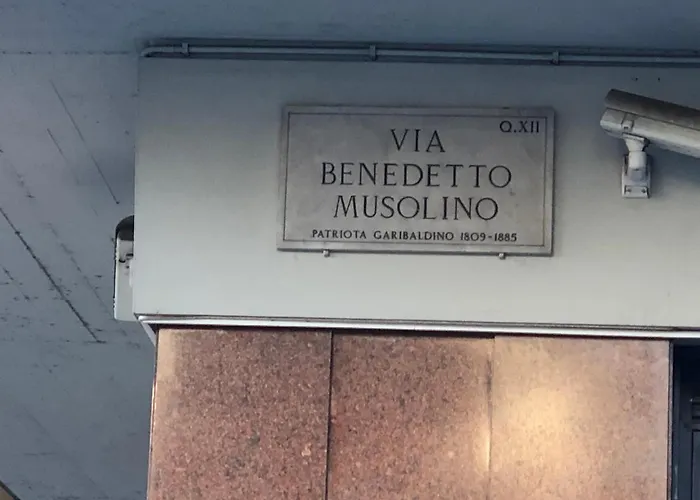 Q.XII
VIA
BENEDETTO
MUSOLINO
PATRIOTA GARIBALDINO 1809-1885